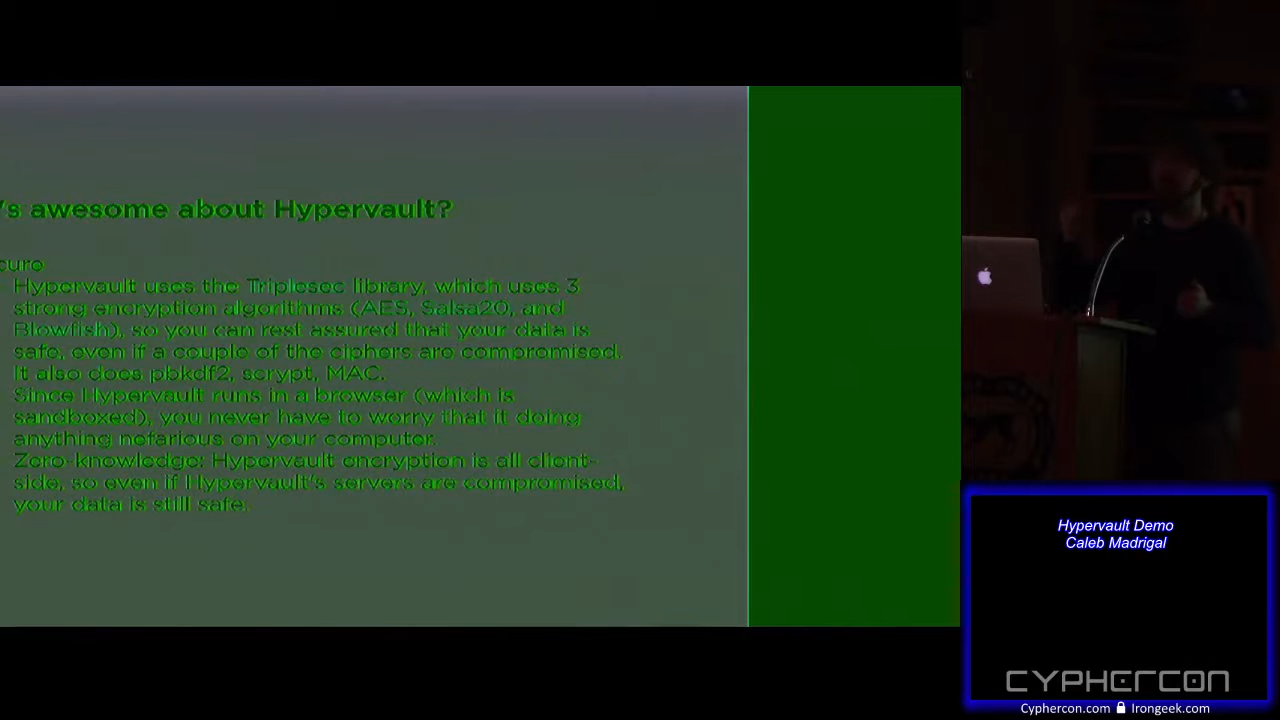 's awesome about Hypervault?
cure
Hypervault uses the Triplesec library, which uses 3
strong encryption algorithms (AES, Salsa20, and
Blowfish), so you can rest assured that your data is
safe, even if a couple of the ciphers are compromised.
It also does pbkdf2, scrypt, MAC.
Since Hypervault runs in a browser (which is
sandboxed), you never have to worry that it doing
anything nefarious on your computer.
Zero-knowledge: Hypervault encryption is all client-
side, so even if Hypervault's servers are compromised,
your data is still safe.
Hypervault Demo
Caleb Madrigal
CYPHERCON
Cyphercon.com Irongeek.com